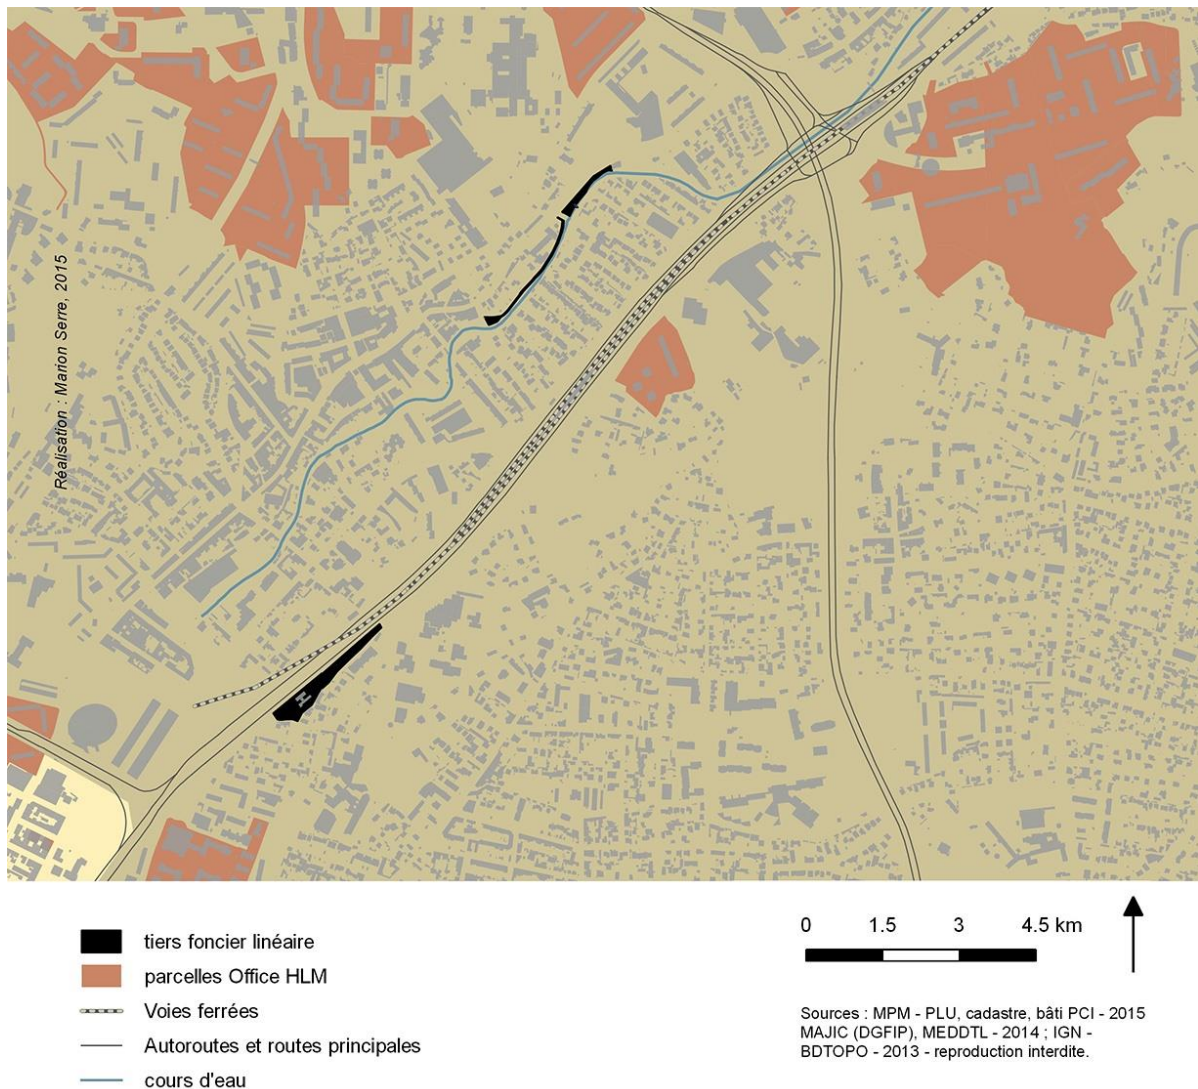 Réalisation : Marion Serre, 2015
tiers foncier linéaire
parcelles Office HLM
Voies ferrées
Autoroutes et routes principales
cours d'eau
0 1.5 3 4.5 km
Sources : MPM - PLU, cadastre, bâti PCI - 2015
MAJIC (DGFIP), MEDDTL - 2014 ; IGN -
BDTOPO - 2013 - reproduction interdite.